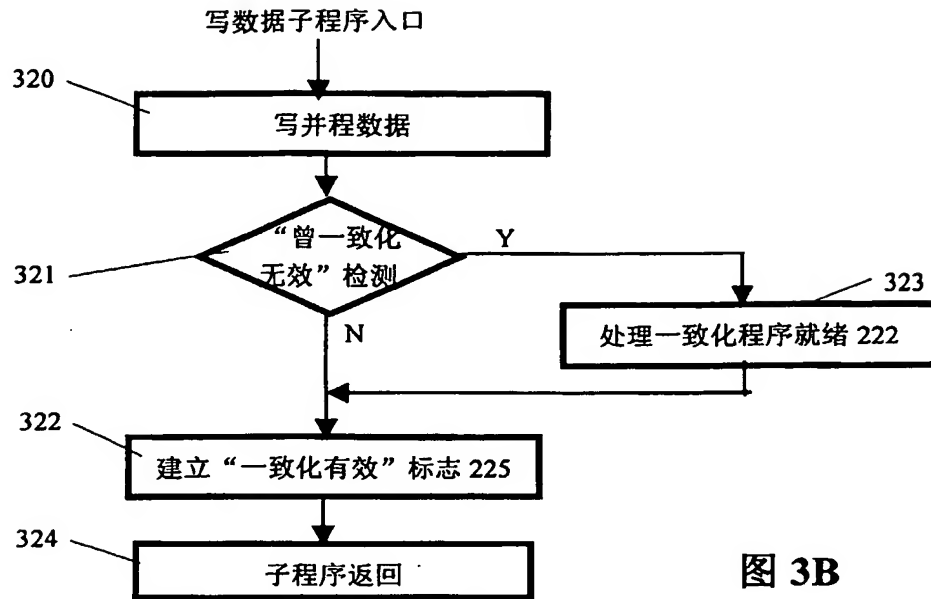 写数据子程序入口
320
写并程数据
“曾一致化
无效”检测
Y
321
323
N
处理一致化程序就绪 222
322
建立“一致化有效”标志 225
324
子程序返回
图 3B